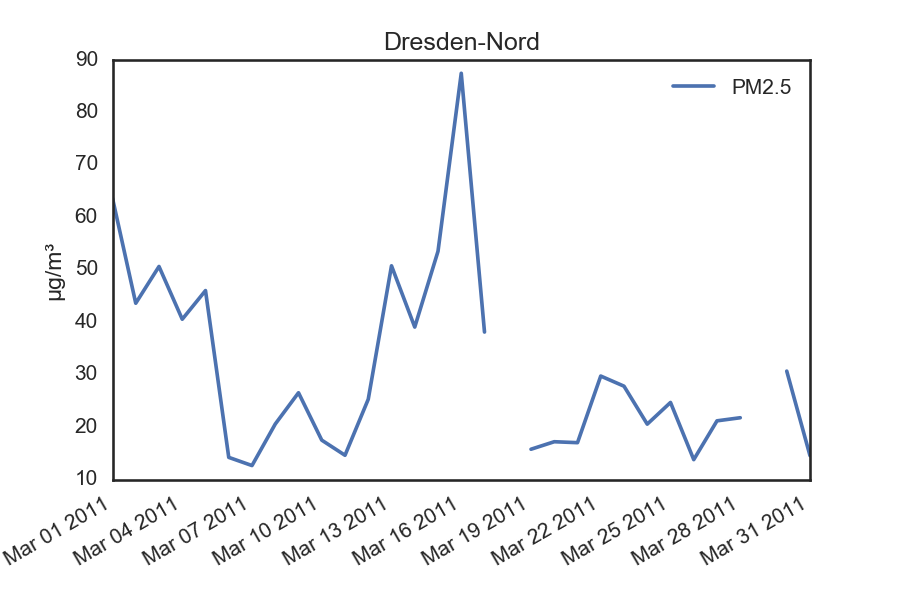 Dresden-Nord
90
80
70
60
50
40
30
20
10
µg/m³
PM2.5
Mar 01 2011
Mar 04 2011
Mar 07 2011
Mar 10 2011
Mar 13 2011
Mar 16 2011
Mar 19 2011
Mar 22 2011
Mar 25 2011
Mar 28 2011
Mar 31 2011